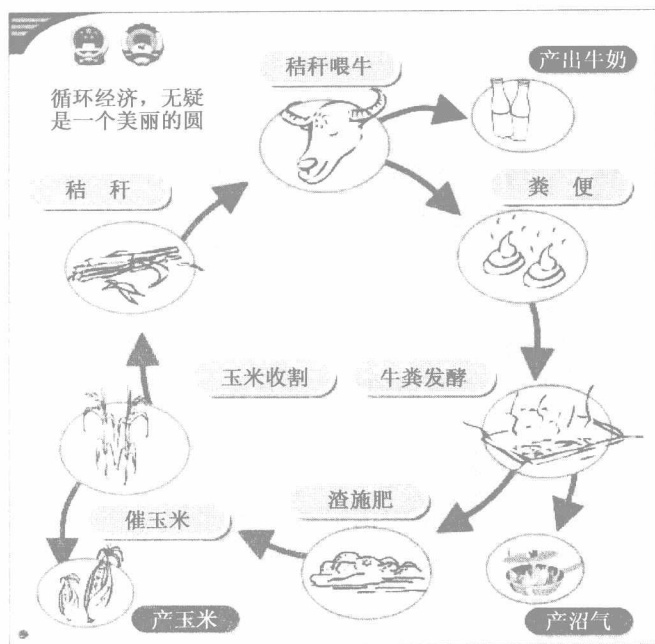 秸秆喂牛
产出牛奶
循环经济，无疑
是一个美丽的圆
秸 秆
粪 便
玉米收割
牛粪发酵
渣施肥
催玉米
产玉米
产沼气